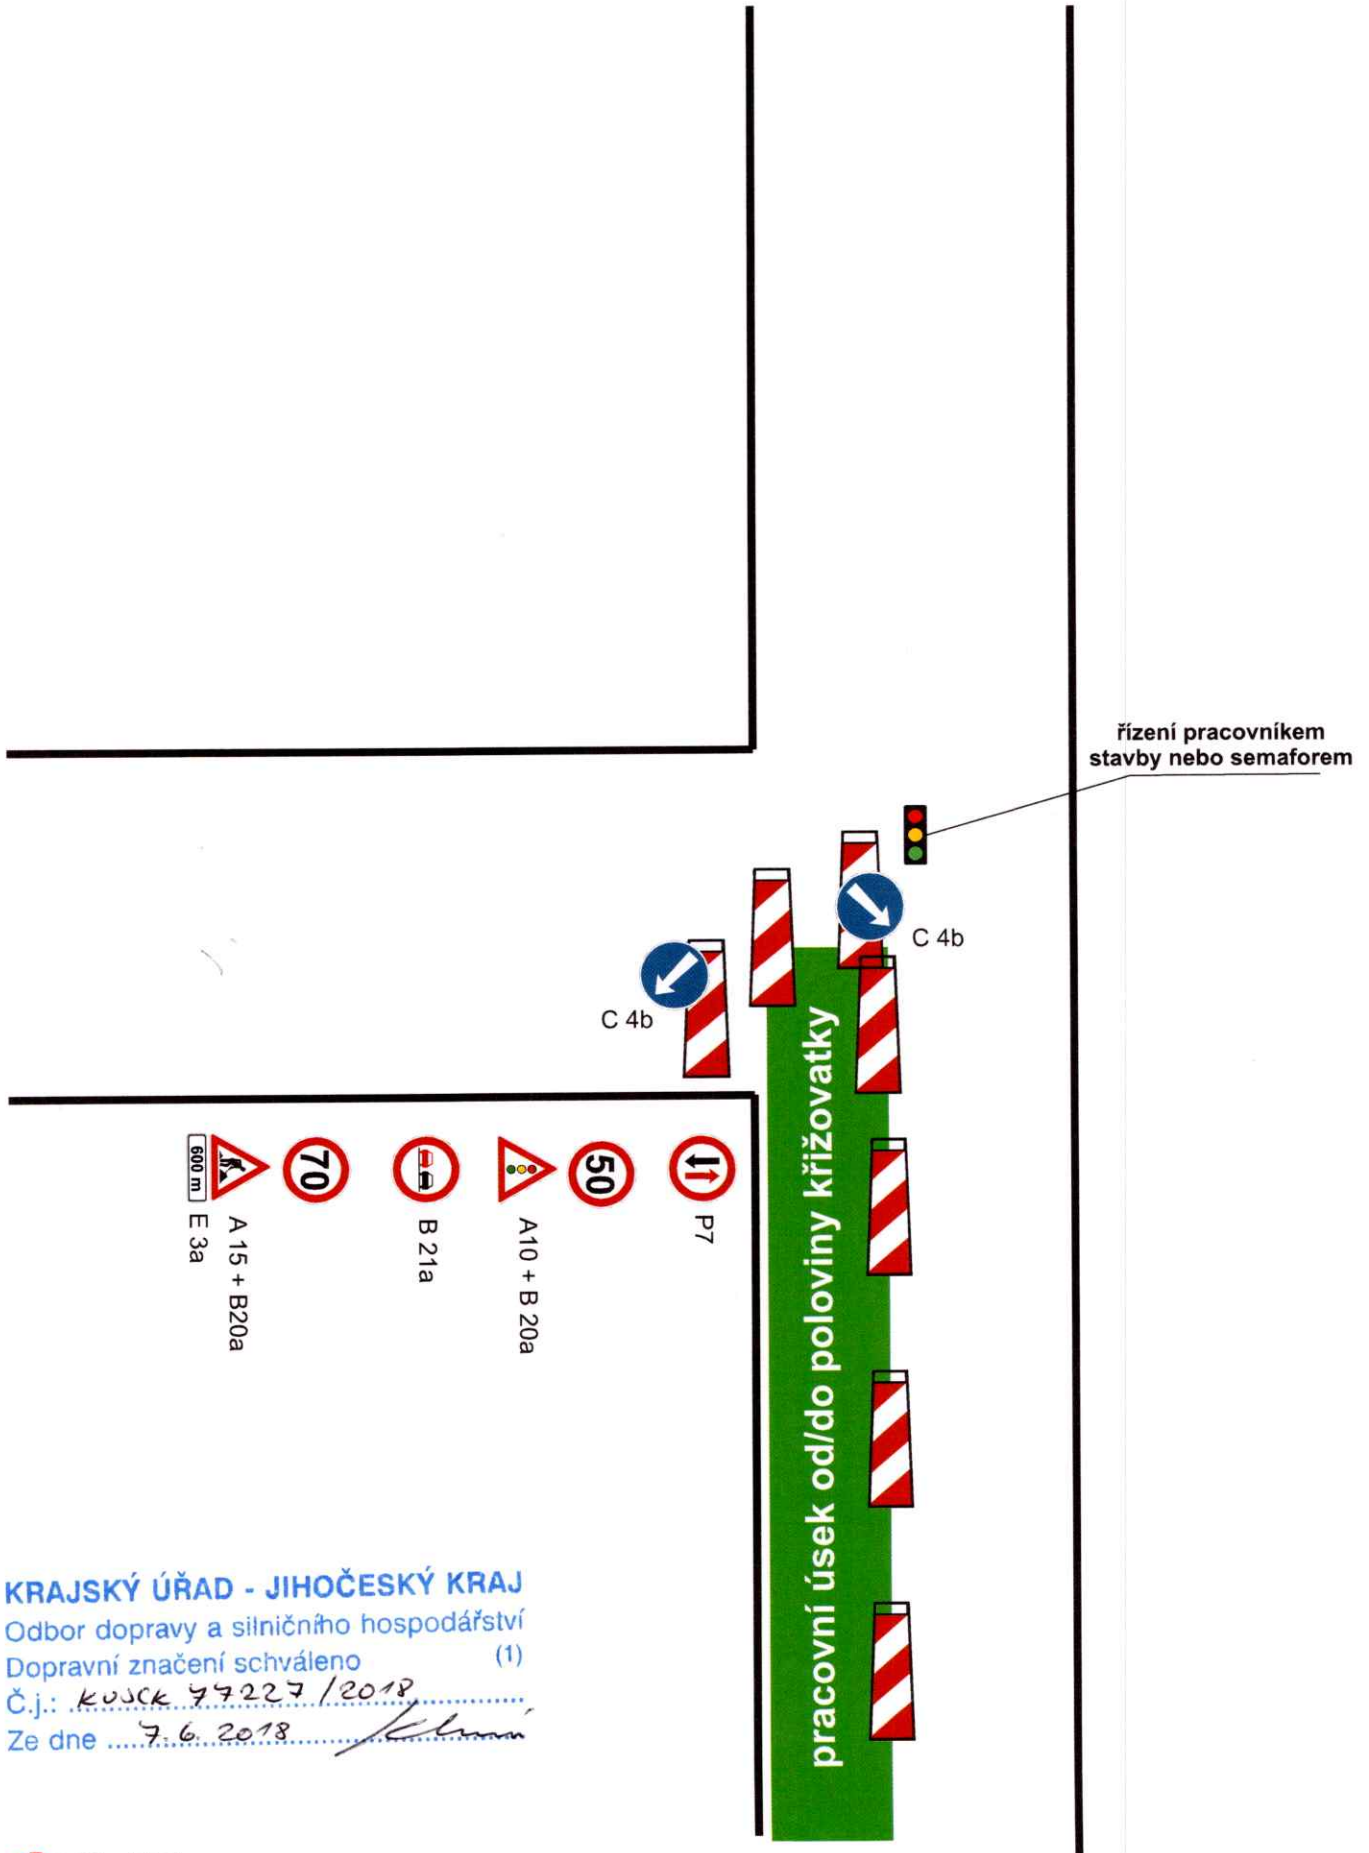 řízení pracovníkem
stavby nebo semaforem
C 4b
C 4b
pracovní úsek od/do poloviny křižovatky
600 m
E 3a
A 15 + B20a
70
B 21a
A10 + B 20a
50
P7
KRAJSKÝ ÚŘAD - JIHOČESKÝ KRAJ
Odbor dopravy a silničního hospodářství
Dopravní značení schváleno (1)
Č.j.: KUJCK 77227/2018
Ze dne 7.6.2018